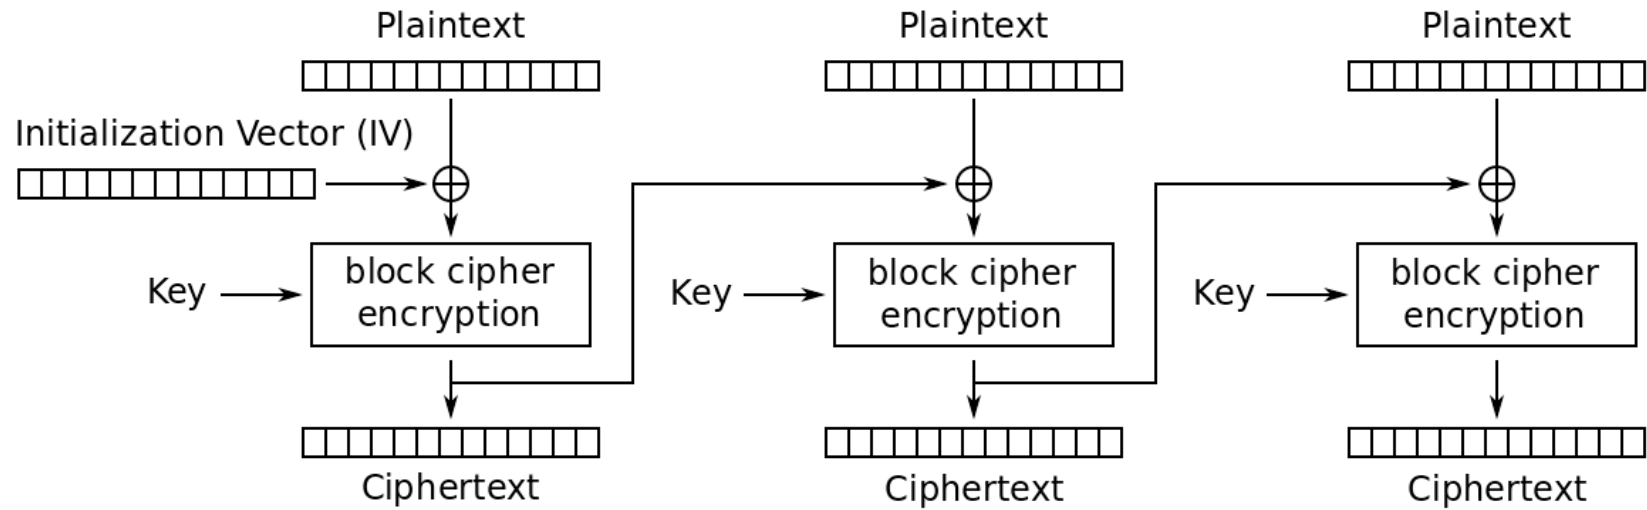 Plaintext
Plaintext
Plaintext
Initialization Vector (IV)
Key
block cipher
encryption
Key
block cipher
encryption
Key
block cipher
encryption
Ciphertext
Ciphertext
Ciphertext